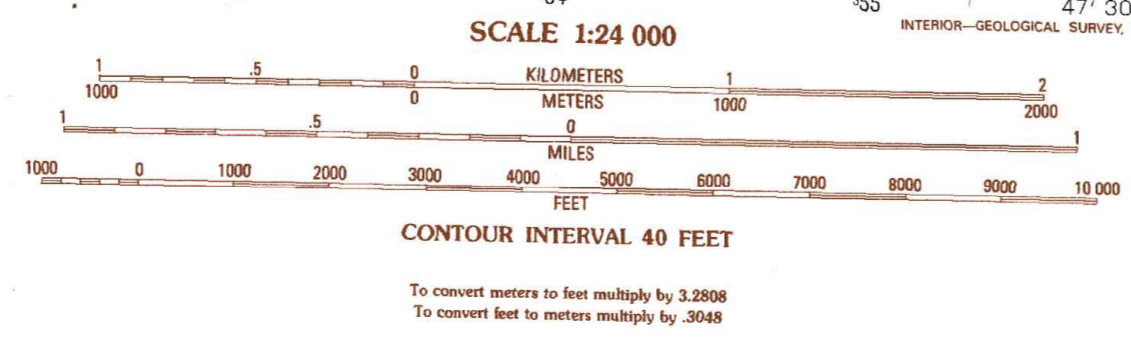 355 47' 30
SCALE 1:24 000
INTERIOR—GEOLOGICAL SURVEY,
1 .5 0 KILOMETERS 1 2
1000 0 METERS 1000 2000
1 .5 0 1
MILES
1000 0 1000 2000 3000 4000 5000 6000 7000 8000 9000 10 000
FEET
CONTOUR INTERVAL 40 FEET
To convert meters to feet multiply by 3.2808
To convert feet to meters multiply by .3048